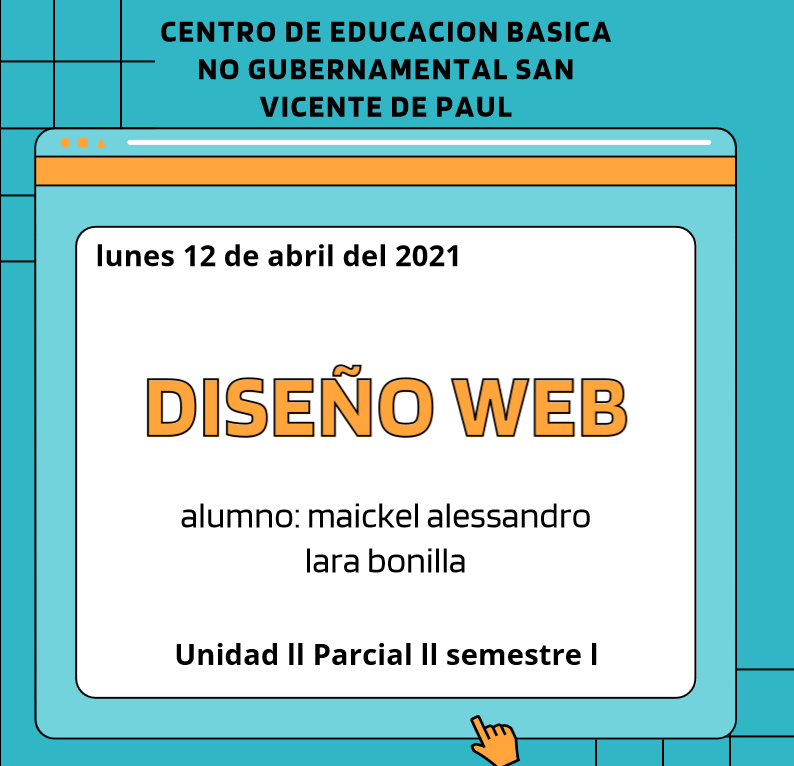 CENTRO DE EDUCACION BASICA
NO GUBERNAMENTAL SAN
VICENTE DE PAUL
lunes 12 de abril del 2021
DISEÑO WEB
alumno: maickel alessandro
lara bonilla
Unidad ll Parcial ll semestre l